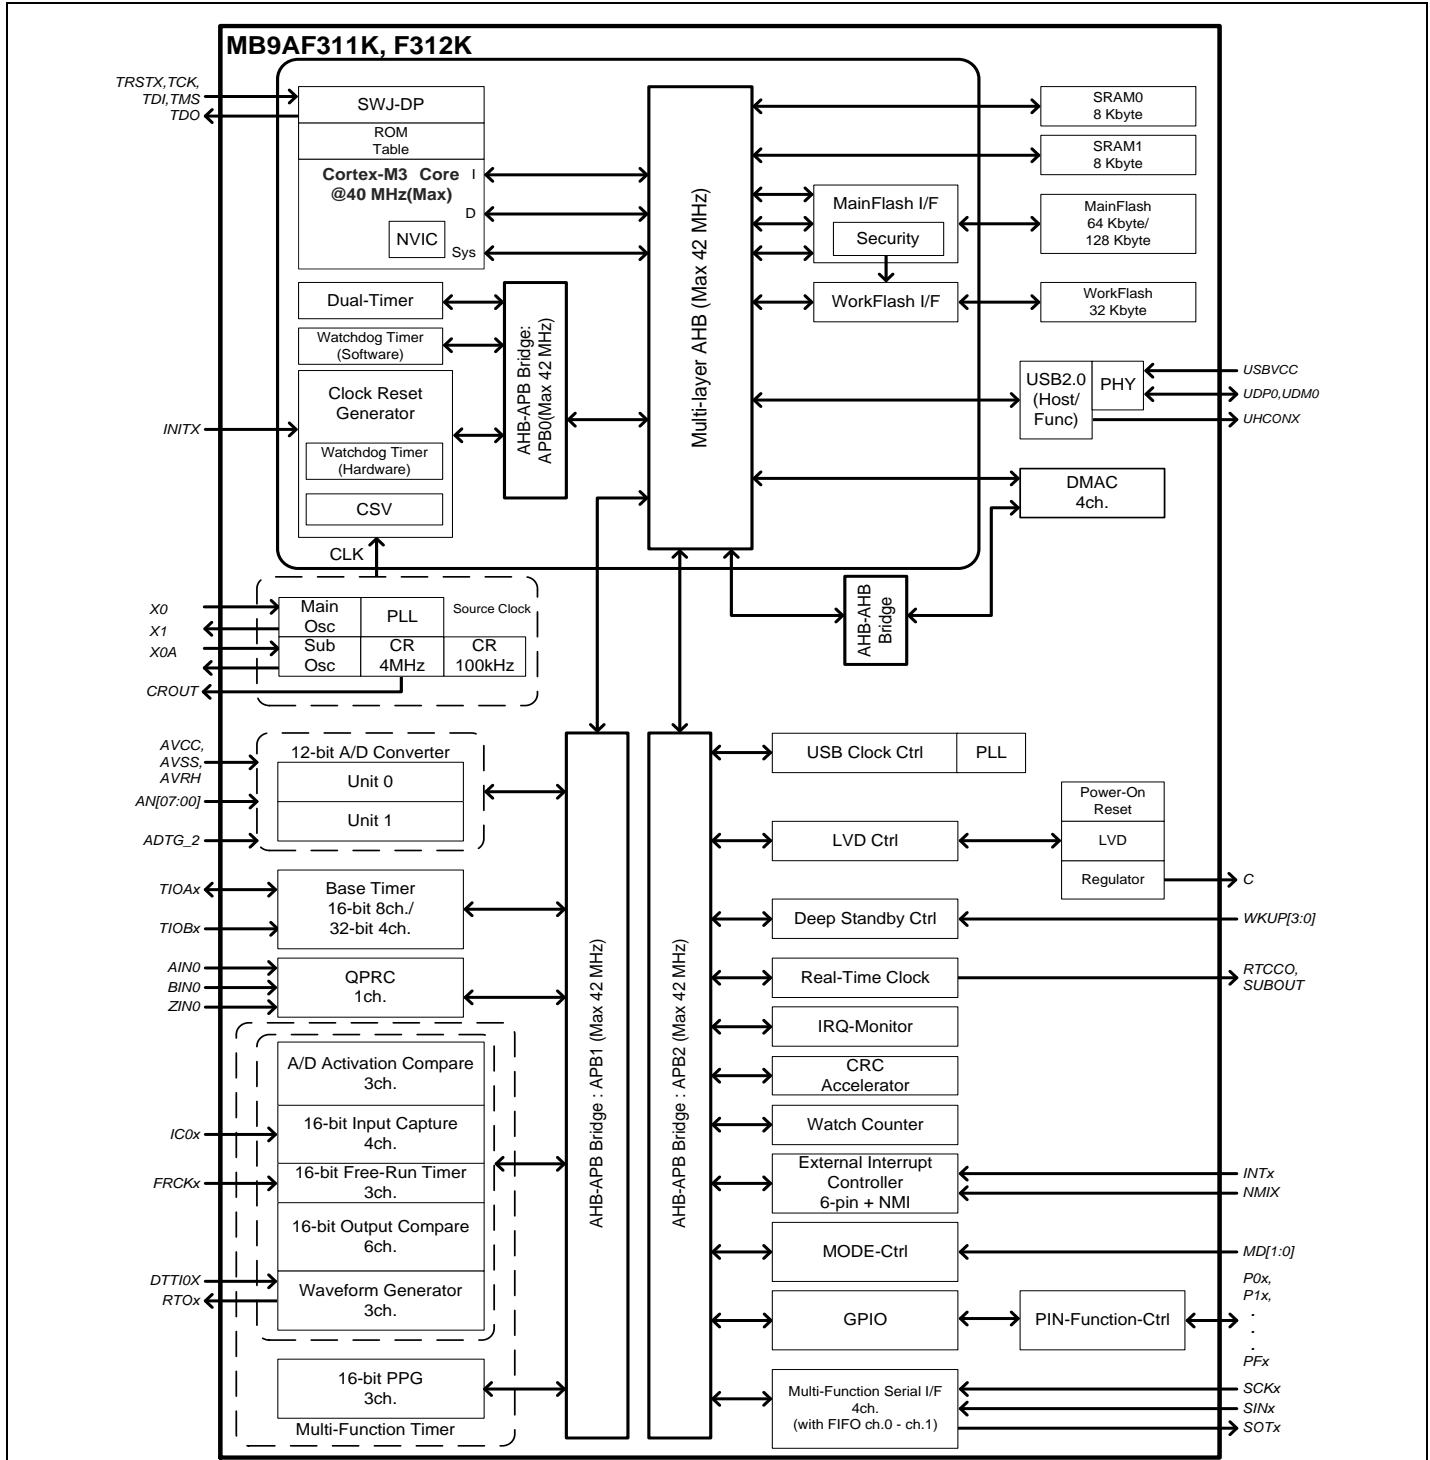 MB9AF311K, F312K
TRSTX,TCK,
TDI,TMS
TDO
SWJ-DP
ROM
Table
Cortex-M3 Core
@40 MHz(Max)
I
D
Sys
NVIC
Dual-Timer
Watchdog Timer
(Software)
Clock Reset
Generator
Watchdog Timer
(Hardware)
CSV
INITX
CLK
AHB-APB Bridge:
APB0(Max 42 MHz)
Multi-layer AHB (Max 42 MHz)
SRAM0
8 Kbyte
SRAM1
8 Kbyte
MainFlash I/F
Security
MainFlash
64 Kbyte/
128 Kbyte
WorkFlash I/F
WorkFlash
32 Kbyte
USB2.0
(Host/
Func)
PHY
USBVCC
UDP0,UDM0
UHCONX
DMAC
4ch.
AHB-AHB
Bridge
X0
X1
X0A
CROUT
Main
Osc
PLL
Source Clock
Sub
Osc
CR
4MHz
CR
100kHz
AVCC,
AVSS,
AVRH
AN[07:00]
ADTG_2
12-bit A/D Converter
Unit 0
Unit 1
TIOAx
TIOBx
Base Timer
16-bit 8ch./
32-bit 4ch.
AIN0
BIN0
ZIN0
QPRC
1ch.
A/D Activation Compare
3ch.
IC0x
16-bit Input Capture
4ch.
FRCKx
16-bit Free-Run Timer
3ch.
16-bit Output Compare
6ch.
DTTI0X
RTOx
Waveform Generator
3ch.
16-bit PPG
3ch.
Multi-Function Timer
AHB-APB Bridge : APB1 (Max 42 MHz)
AHB-APB Bridge : APB2 (Max 42 MHz)
USB Clock Ctrl
PLL
LVD Ctrl
Power-On
Reset
LVD
Regulator
C
Deep Standby Ctrl
WKUP[3:0]
Real-Time Clock
RTCCO,
SUBOUT
IRQ-Monitor
CRC
Accelerator
Watch Counter
External Interrupt
Controller
6-pin + NMI
INTx
NMIX
MODE-Ctrl
MD[1:0]
GPIO
PIN-Function-Ctrl
P0x,
P1x,
.
.
.
PFx
Multi-Function Serial I/F
4ch.
(with FIFO ch.0 - ch.1)
SCKx
SINx
SOTx